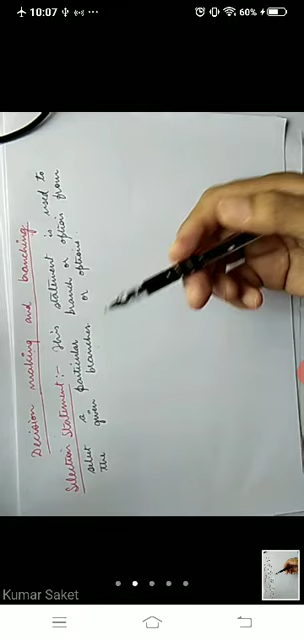 10:07
60%
Decision making and branching
Selection Statement:- This statement is used to
select a particular branch or option from
the given branches or options.
Kumar Saket